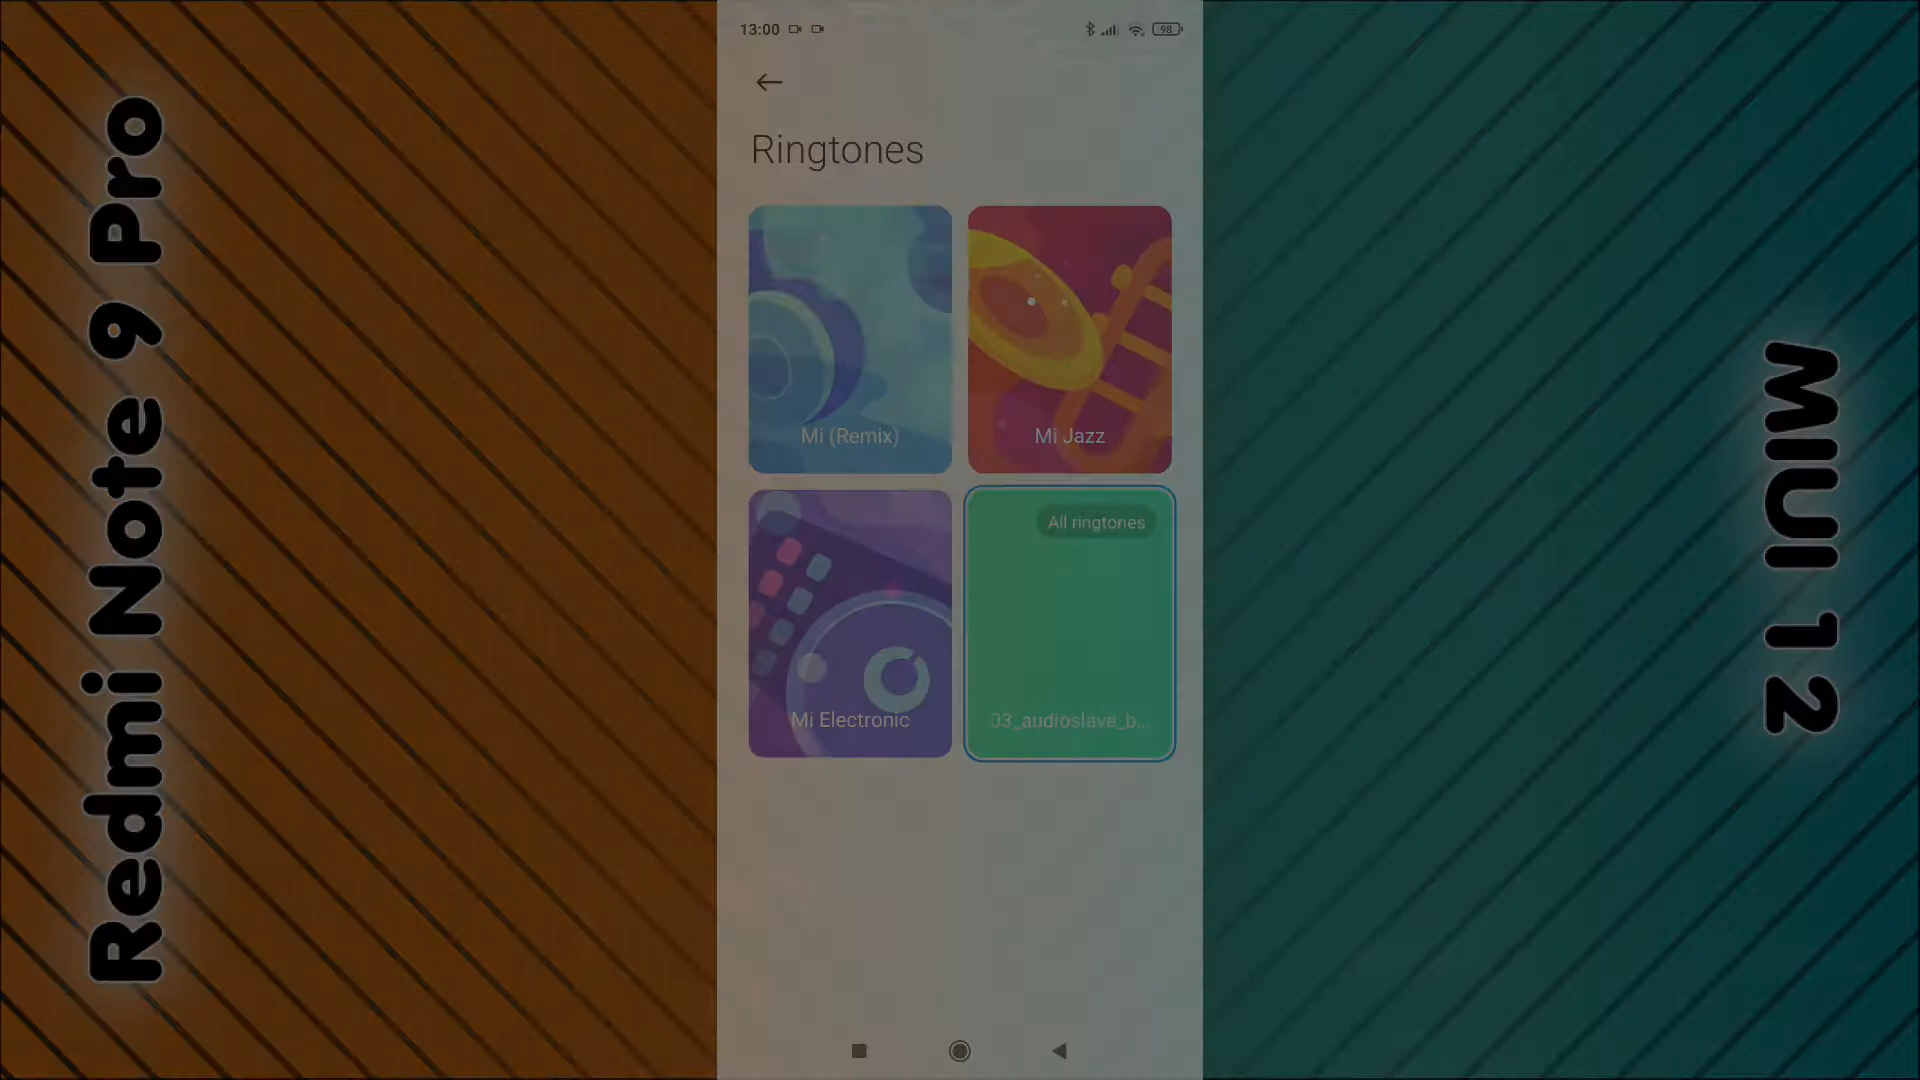 Redmi Note 9 Pro
13:00
98
Ringtones
Mi (Remix)
Mi Jazz
Mi Electronic
All ringtones
03_audioslave_b...
MIUI 12